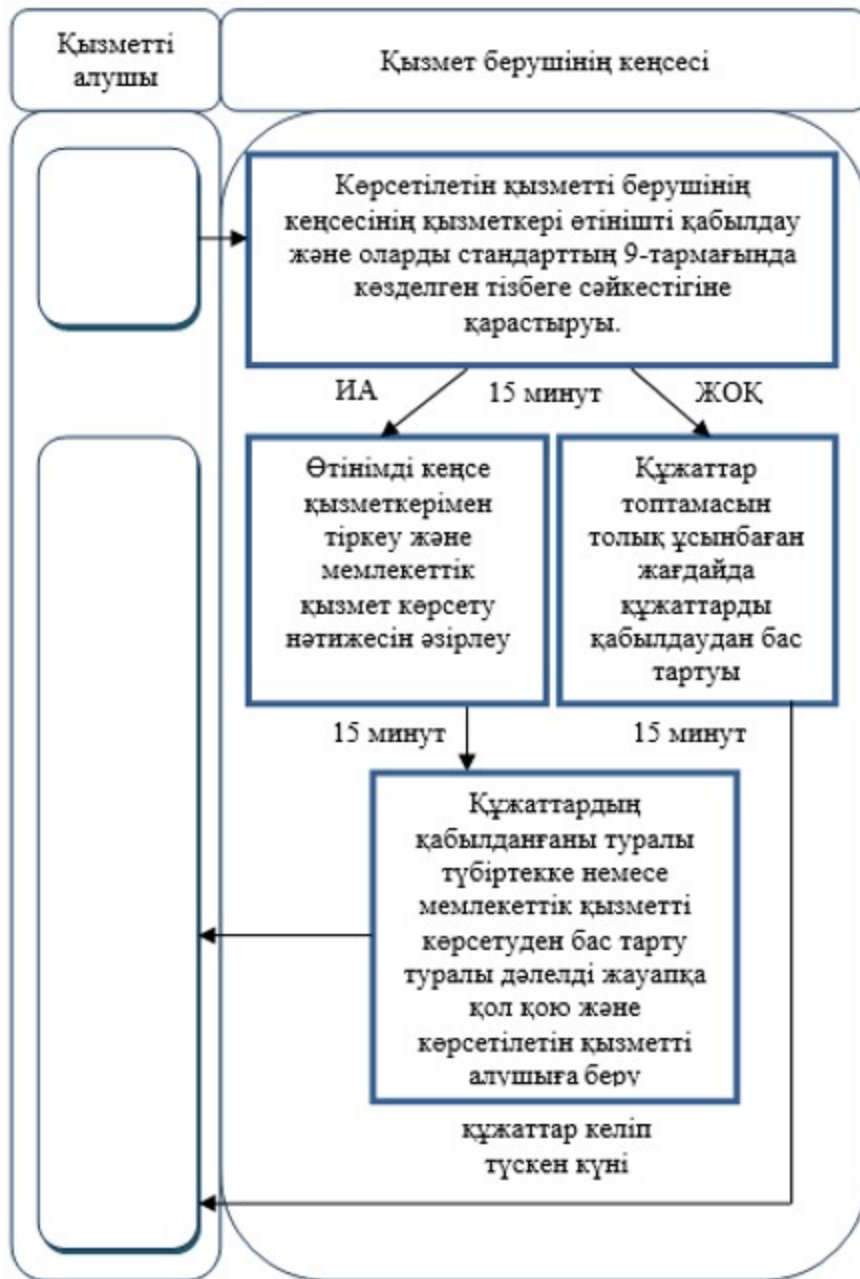 Қызметті
алушы
Қызмет берушінің кеңсесі
Көрсетілетін қызметті берушінің
кеңсесінің қызметкері өтінішті қабылдау
және оларды стандарттың 9-тармағында
көзделген тізбеге сәйкестігіне
қарастыруы.
ИА
15 минут
ЖОҚ
Өтінімді кеңсе
қызметкерімен
тіркеу және
мемлекеттік
қызмет көрсету
нәтижесін әзірлеу
Құжаттар
топтамасын
толық ұсынбаған
жағдайда
құжаттарды
қабылдаудан бас
тартуы
15 минут
15 минут
Құжаттардың
қабылданғаны туралы
түбіртекке немесе
мемлекеттік қызметті
көрсетуден бас тарту
туралы дәлелді жауапқа
қол қою және
көрсетілетін қызметті
алушыға беру
құжаттар келіп
түскен күні